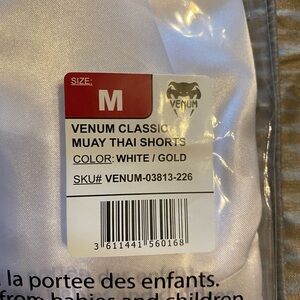 SIZE:
M
VENUM
VENUM CLASSIC
MUAY THAI SHORTS
COLOR: WHITE / GOLD
SKU# VENUM-03813-226
3 611441 560168
la portee des enfants.
from babies and children